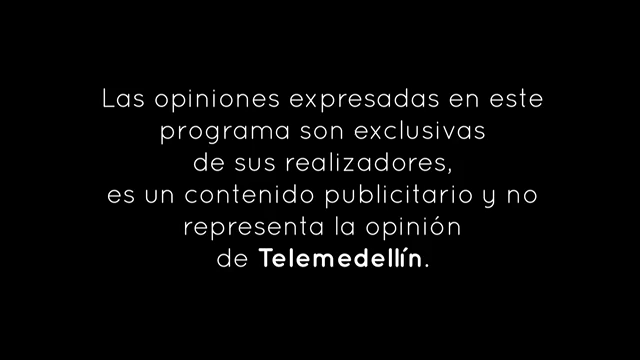 Las opiniones expresadas en este
programa son exclusivas
de sus realizadores,
es un contenido publicitario y no
representa la opinión
de Telemedellín.